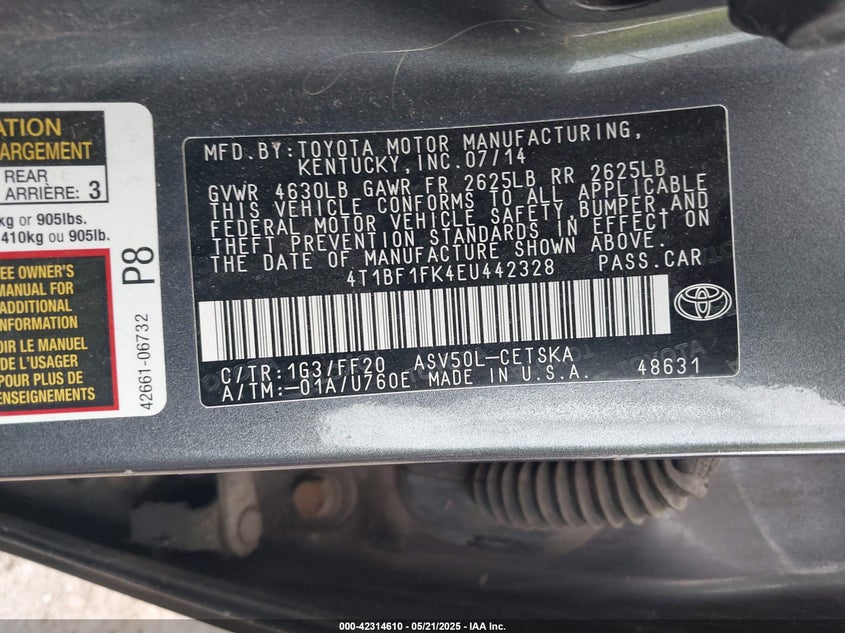 ATION
ARGEMENT
REAR
ARRIÈRE: 3
kg or 905lbs.
410kg ou 905lb.
EE OWNER'S
MANUAL FOR
ADDITIONAL
INFORMATION
OIR LE MANUEL
DE L'USAGER
POUR PLUS DE
RENSEIGNEMENTS
P8
42661-06732
MFD.BY:TOYOTA MOTOR MANUFACTURING,
KENTUCKY, INC.07/14
GVWR 4630LB GAWR FR 2625LB RR 2625LB
THIS VEHICLE CONFORMS TO ALL APPLICABLE
FEDERAL MOTOR VEHICLE SAFETY,BUMPER AND
THEFT PREVENTION STANDARDS IN EFFECT ON
THE DATE OF MANUFACTURE SHOWN ABOVE.
4T1BF1FK4EU442328 PASS.CAR
C/TR:1G3/FF20 ASV50L-CETSKA
A/TM:-01A/U760E MADE IN U.S.A. 48631
000-42314610 - 05/21/2025 - IAA Inc.